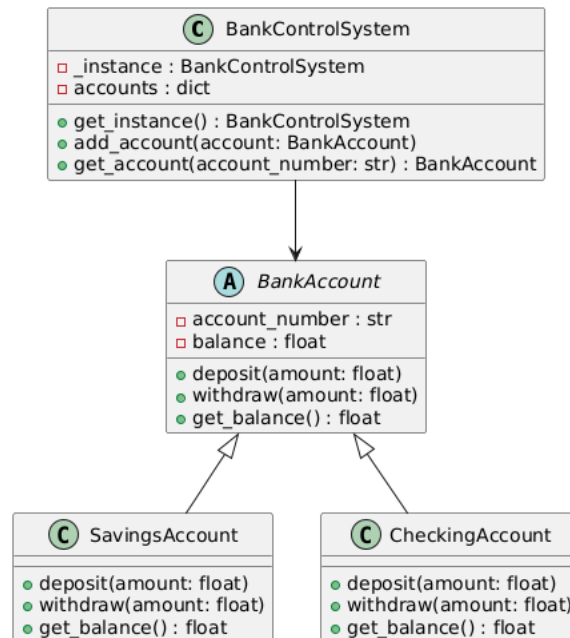 C BankControlSystem
_instance : BankControlSystem
accounts : dict
get_instance() : BankControlSystem
add_account(account: BankAccount)
get_account(account_number: str) : BankAccount
A BankAccount
account_number : str
balance : float
deposit(amount: float)
withdraw(amount: float)
get_balance() : float
C SavingsAccount
deposit(amount: float)
withdraw(amount: float)
get_balance() : float
C CheckingAccount
deposit(amount: float)
withdraw(amount: float)
get_balance() : float